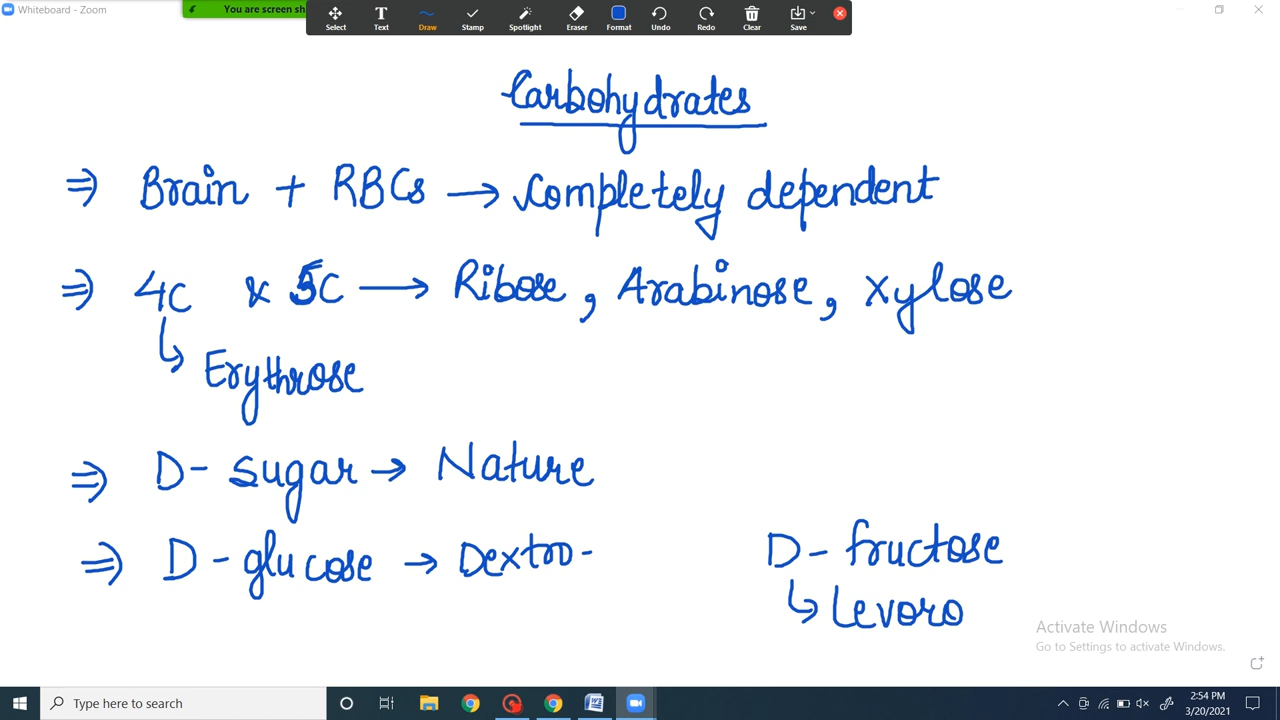 Whiteboard - Zoom
You are screen sh
Select Text Draw Stamp Spotlight Eraser Format Undo Redo Clear Save
Carbohydrates
⇒ Brain + RBCs → Completely dependent
⇒ 4C & 5C → Ribose, Arabinose, Xylose
↳ Erythrose
⇒ D- sugar → Nature
⇒ D - glucose → Dextro - D- fructose
↳ Levoro
Activate Windows
Go to Settings to activate Windows.
Type here to search
2:54 PM
3/20/2021